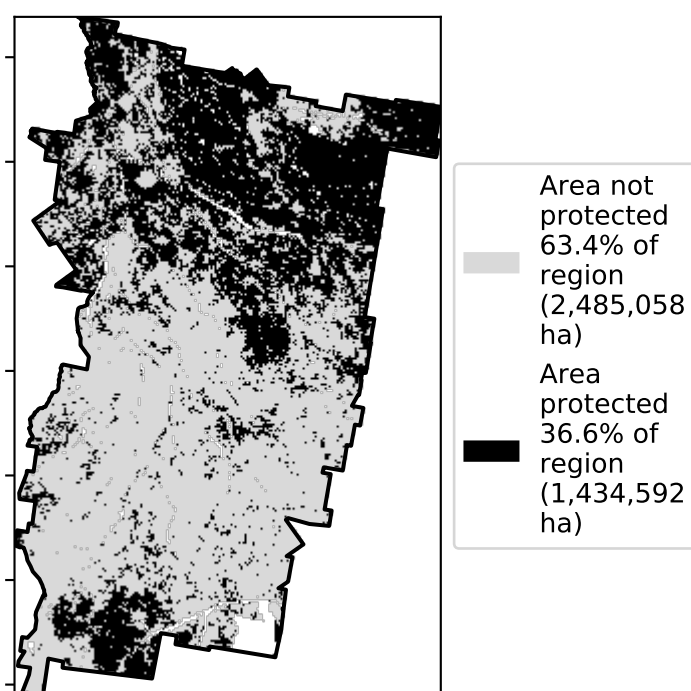 Area not
protected
63.4% of
region
(2,485,058
ha)
Area
protected
36.6% of
region
(1,434,592
ha)